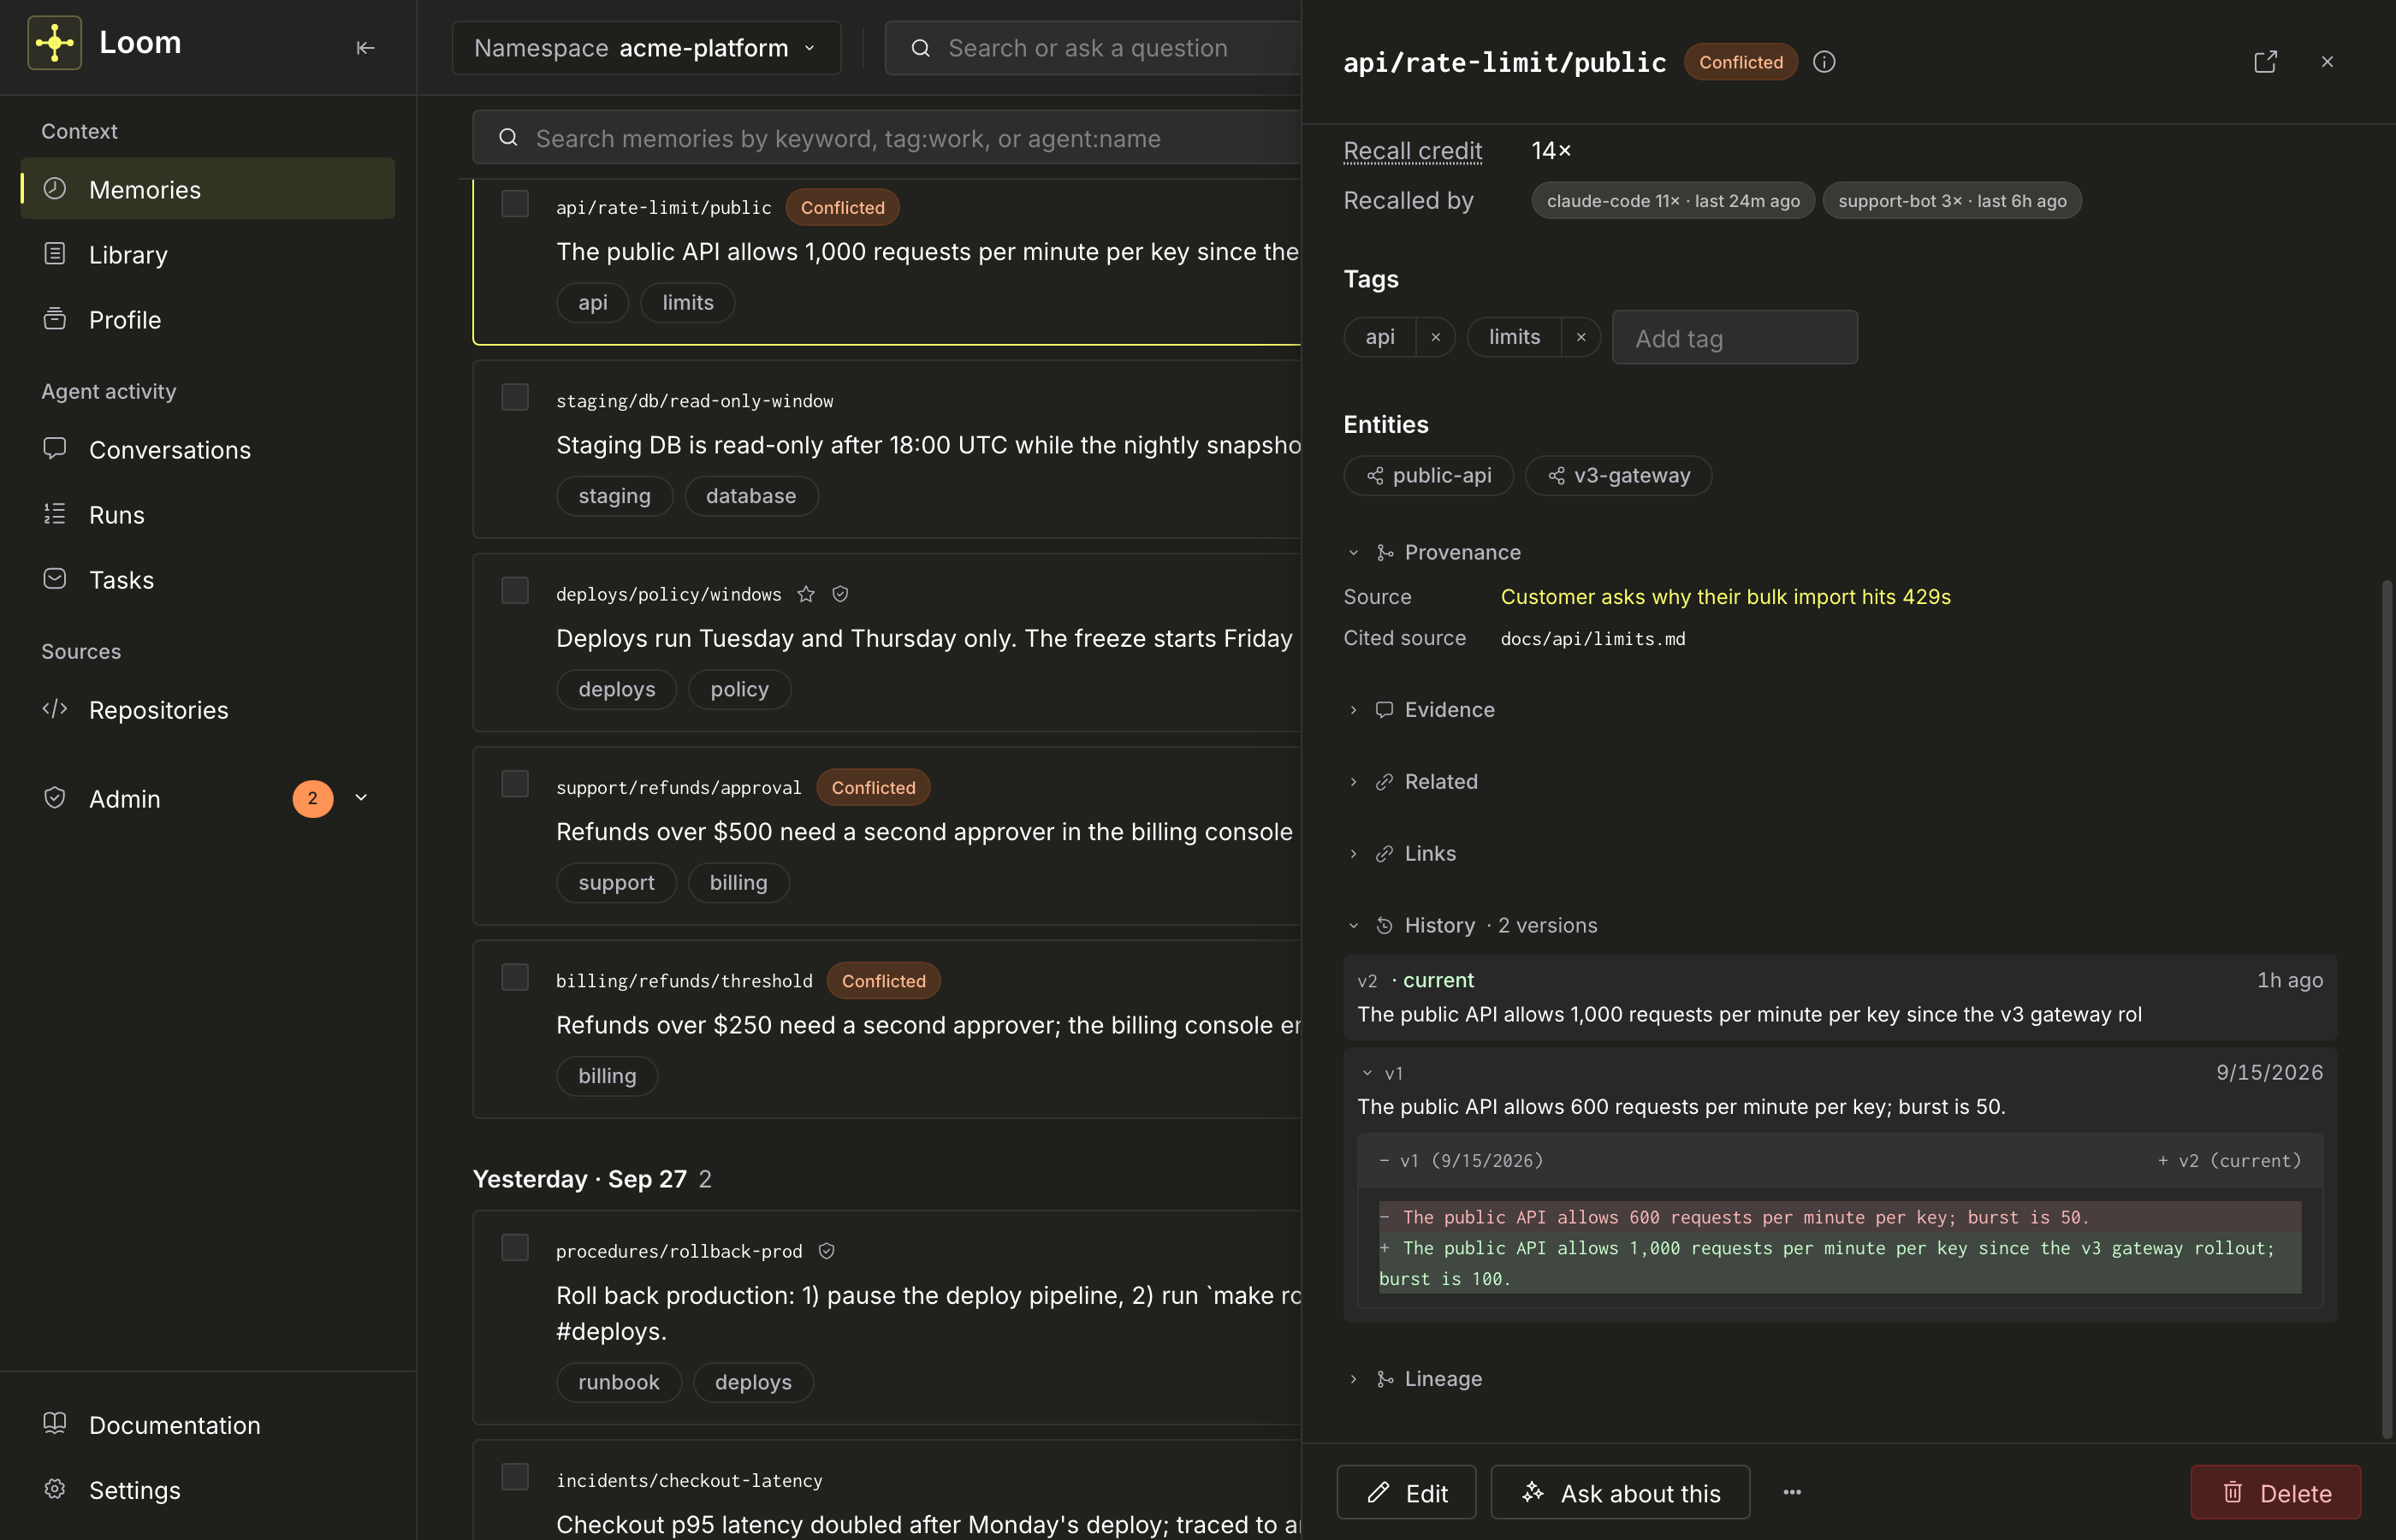 Loom
Context
Memories
Library
Profile
Agent activity
Conversations
Runs
Tasks
Sources
Repositories
Admin
2
Documentation
Settings
Namespace acme-platform
Search or ask a question
Search memories by keyword, tag:work, or agent:name
api/rate-limit/public Conflicted
The public API allows 1,000 requests per minute per key since the
api limits
staging/db/read-only-window
Staging DB is read-only after 18:00 UTC while the nightly snapsho
staging database
deploys/policy/windows
Deploys run Tuesday and Thursday only. The freeze starts Friday
deploys policy
support/refunds/approval Conflicted
Refunds over $500 need a second approver in the billing console
support billing
billing/refunds/threshold Conflicted
Refunds over $250 need a second approver; the billing console
billing
Yesterday · Sep 27 2
procedures/rollback-prod
Roll back production: 1) pause the deploy pipeline, 2) run `make
#deploys.
runbook deploys
incidents/checkout-latency
Checkout p95 latency doubled after Monday's deploy; traced to
api/rate-limit/public Conflicted
Recall credit 14×
Recalled by claude-code 11× · last 24m ago support-bot 3× · last 6h ago
Tags
api × limits × Add tag
Entities
public-api v3-gateway
Provenance
Source Customer asks why their bulk import hits 429s
Cited source docs/api/limits.md
Evidence
Related
Links
History · 2 versions
v2 · current 1h ago
The public API allows 1,000 requests per minute per key since the v3 gateway rol
v1 9/15/2026
The public API allows 600 requests per minute per key; burst is 50.
− v1 (9/15/2026) + v2 (current)
− The public API allows 600 requests per minute per key; burst is 50.
+ The public API allows 1,000 requests per minute per key since the v3 gateway rollout;
burst is 100.
Lineage
Edit Ask about this ··· Delete